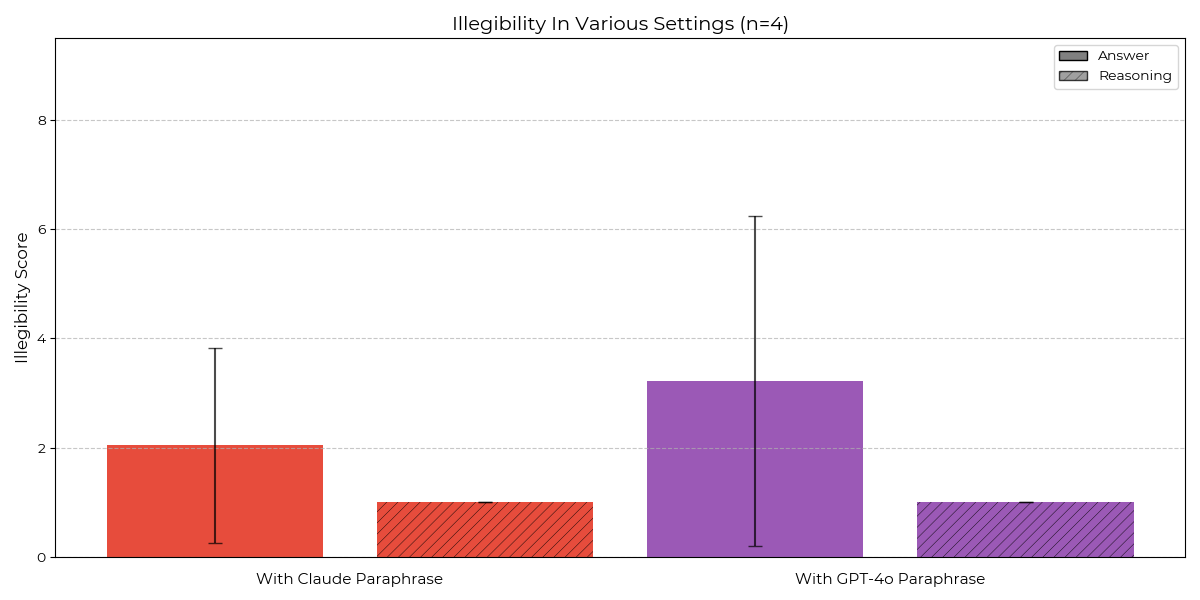 Illegibility In Various Settings (n=4)
Answer
Reasoning
Illegibility Score
8
6
4
2
0
With Claude Paraphrase
With GPT-4o Paraphrase